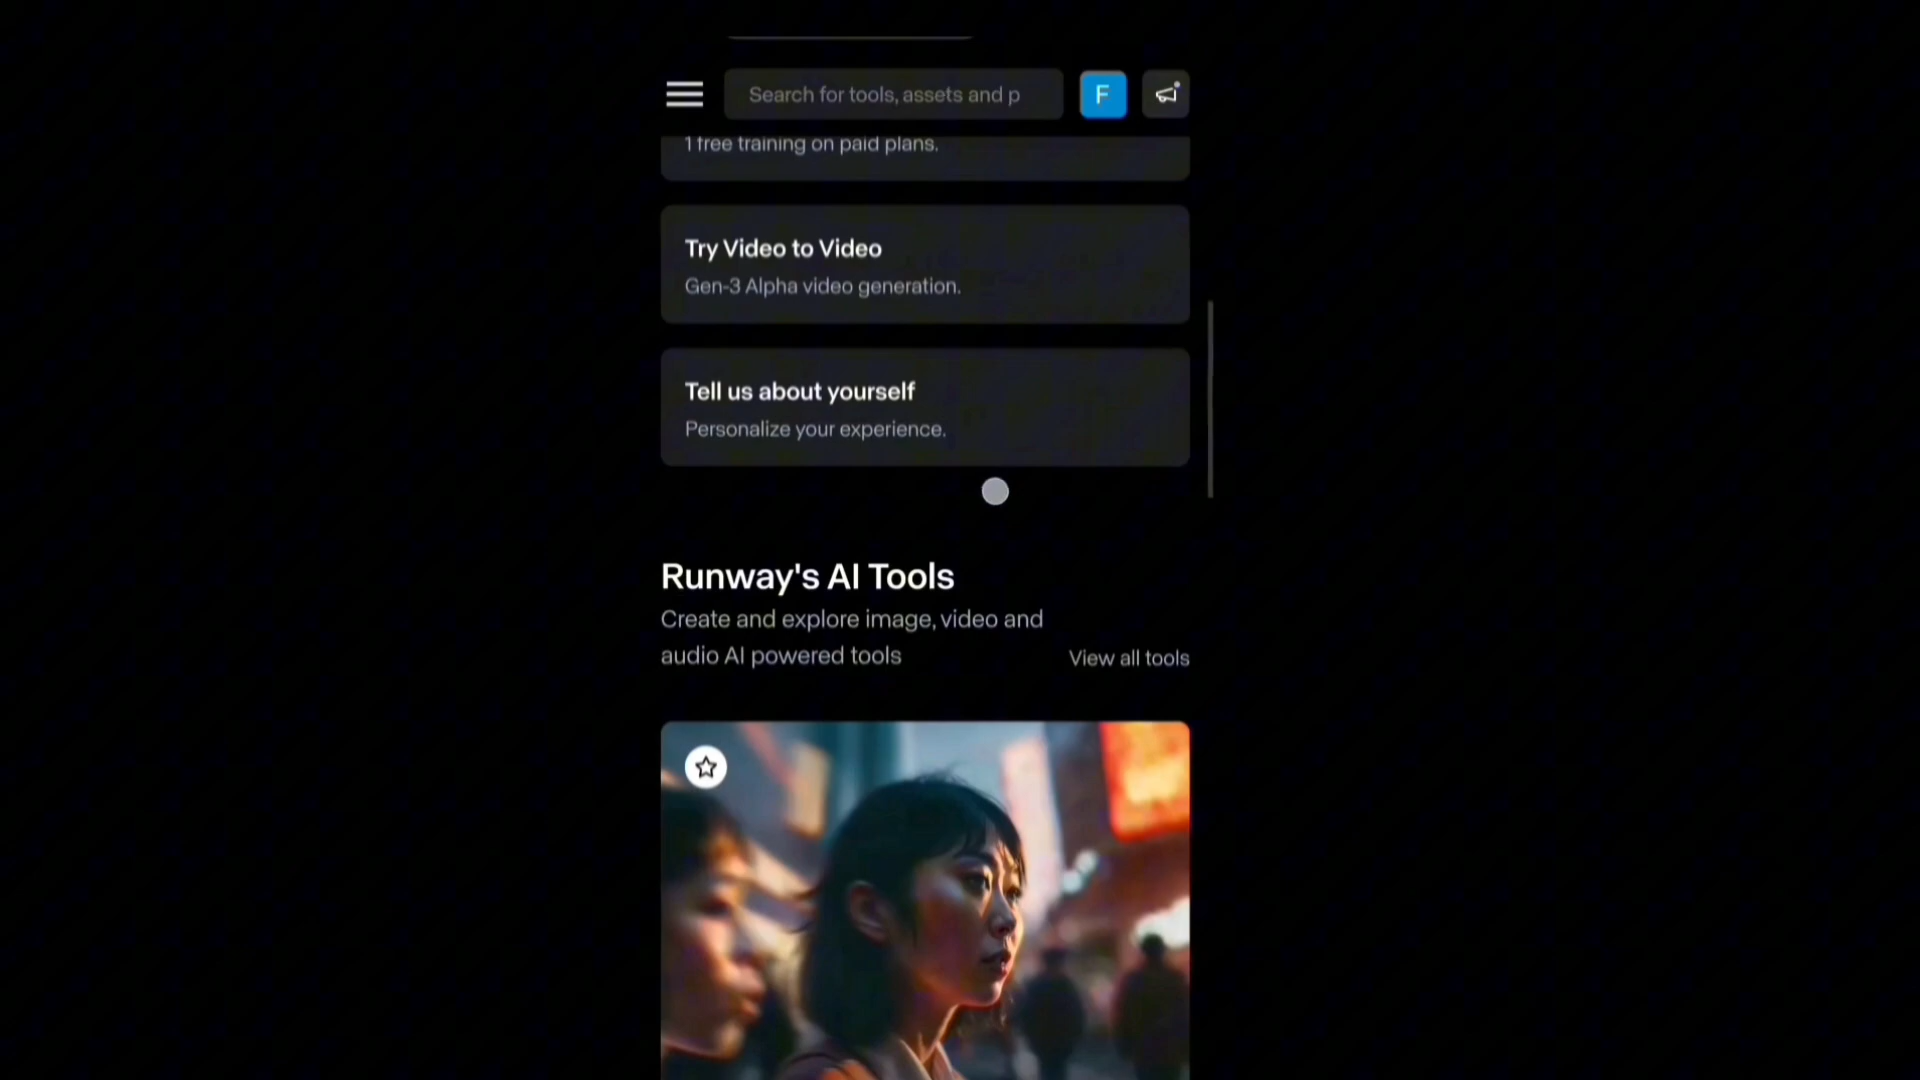 Search for tools, assets and p
F
1 free training on paid plans.
Try Video to Video
Gen-3 Alpha video generation.
Tell us about yourself
Personalize your experience.
Runway's AI Tools
Create and explore image, video and
audio AI powered tools
View all tools